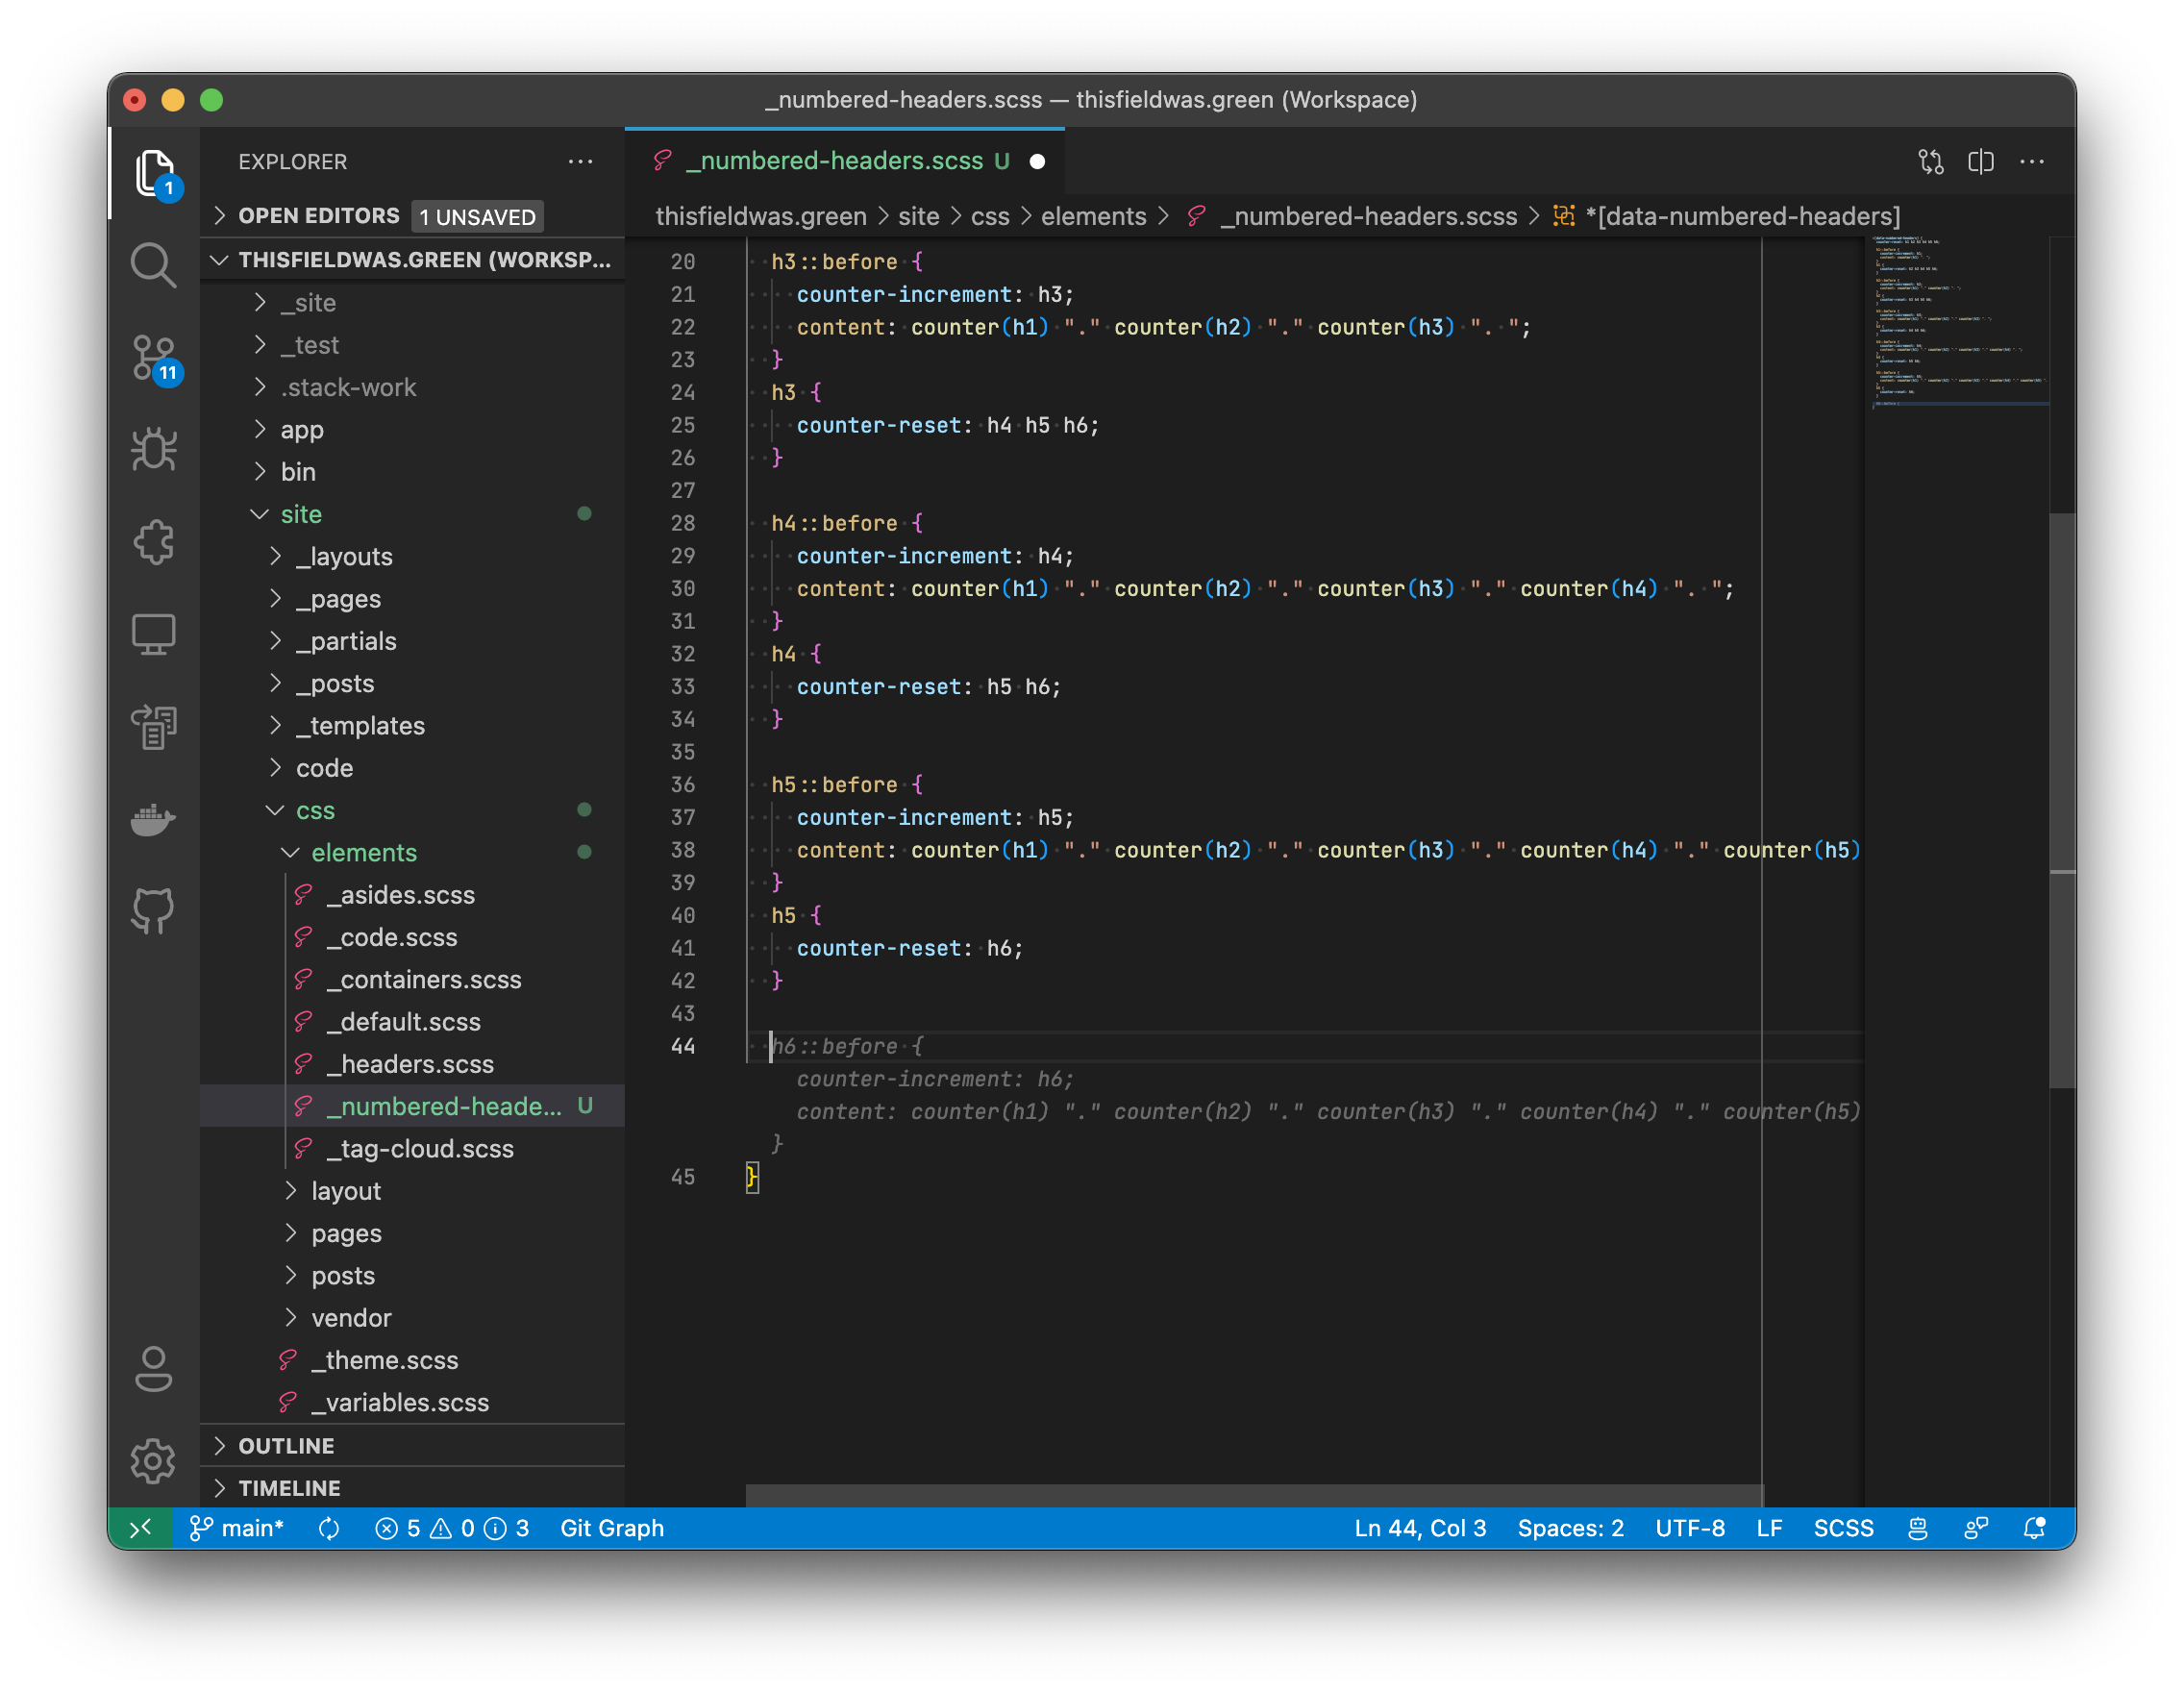 _numbered-headers.scss — thisfieldwas.green (Workspace)
EXPLORER
1
OPEN EDITORS 1 UNSAVED
THISFIELDWAS.GREEN (WORKSP...
_site
_test
.stack-work
app
bin
site
_layouts
_pages
_partials
_posts
_templates
code
css
elements
_asides.scss
_code.scss
_containers.scss
_default.scss
_headers.scss
_numbered-heade... U
_tag-cloud.scss
layout
pages
posts
vendor
_theme.scss
_variables.scss
OUTLINE
TIMELINE
11
_numbered-headers.scss U
thisfieldwas.green > site > css > elements > _numbered-headers.scss > *[data-numbered-headers]
20 h3::before {
21 counter-increment: h3;
22 content: counter(h1) "." counter(h2) "." counter(h3) ". ";
23 }
24 h3 {
25 counter-reset: h4 h5 h6;
26 }
27
28 h4::before {
29 counter-increment: h4;
30 content: counter(h1) "." counter(h2) "." counter(h3) "." counter(h4) ". ";
31 }
32 h4 {
33 counter-reset: h5 h6;
34 }
35
36 h5::before {
37 counter-increment: h5;
38 content: counter(h1) "." counter(h2) "." counter(h3) "." counter(h4) "." counter(h5)
39 }
40 h5 {
41 counter-reset: h6;
42 }
43
44 h6::before {
counter-increment: h6;
content: counter(h1) "." counter(h2) "." counter(h3) "." counter(h4) "." counter(h5)
}
45 }
main* 5 0 3 Git Graph Ln 44, Col 3 Spaces: 2 UTF-8 LF SCSS